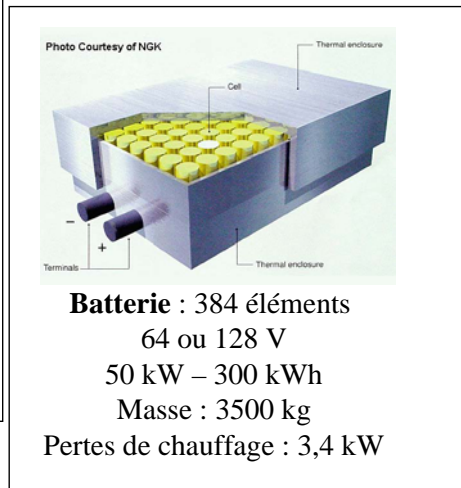 Photo Courtesy of NGK
Thermal enclosure
Cell
−
+
Terminals
Thermal enclosure
Batterie : 384 éléments
64 ou 128 V
50 kW – 300 kWh
Masse : 3500 kg
Pertes de chauffage : 3,4 kW